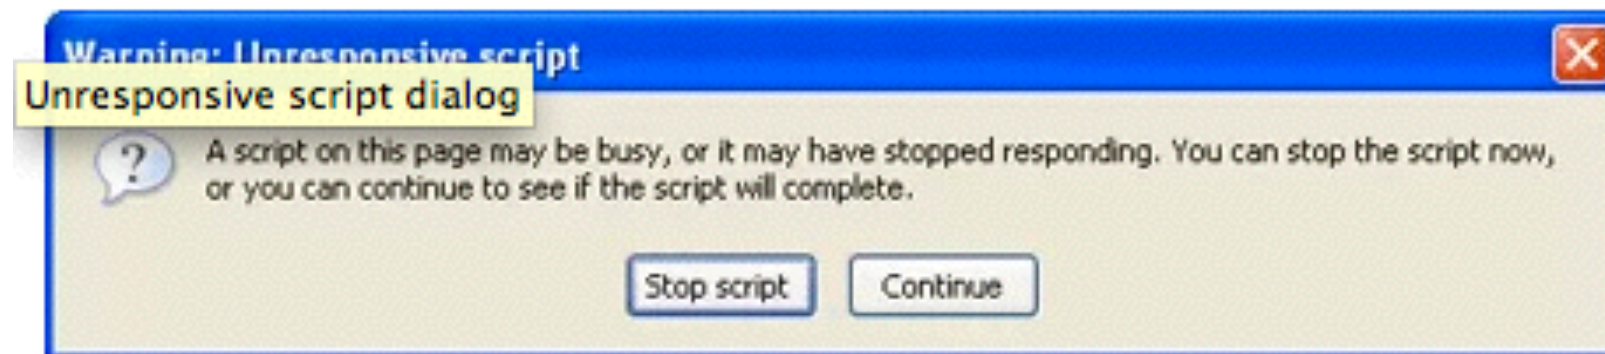 Warning: Unresponsive script
Unresponsive script dialog
? A script on this page may be busy, or it may have stopped responding. You can stop the script now,
or you can continue to see if the script will complete.
Stop script Continue